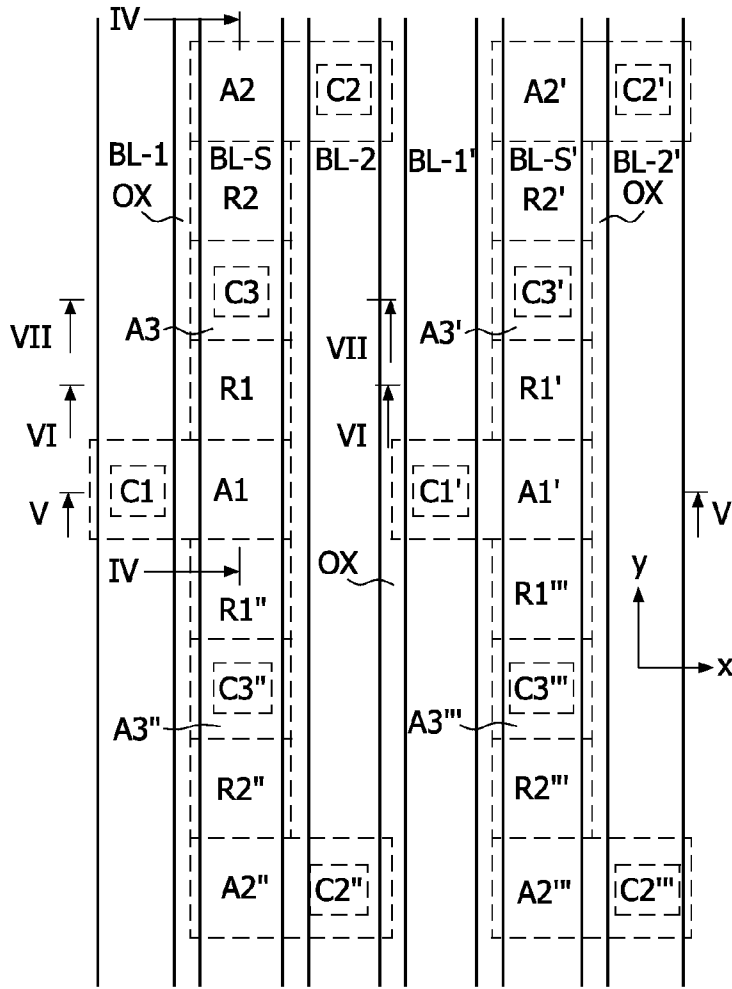 IV
A2 C2 A2' C2'
BL-1 BL-S BL-2 BL-1' BL-S' BL-2'
OX R2 R2' OX
C3 C3'
VII A3 VII A3'
R1 R1'
VI VI
C1 A1 C1' A1'
V V
IV OX y
R1" R1'''
x
C3" C3'''
A3" A3'''
R2" R2'''
A2" C2" A2''' C2'''